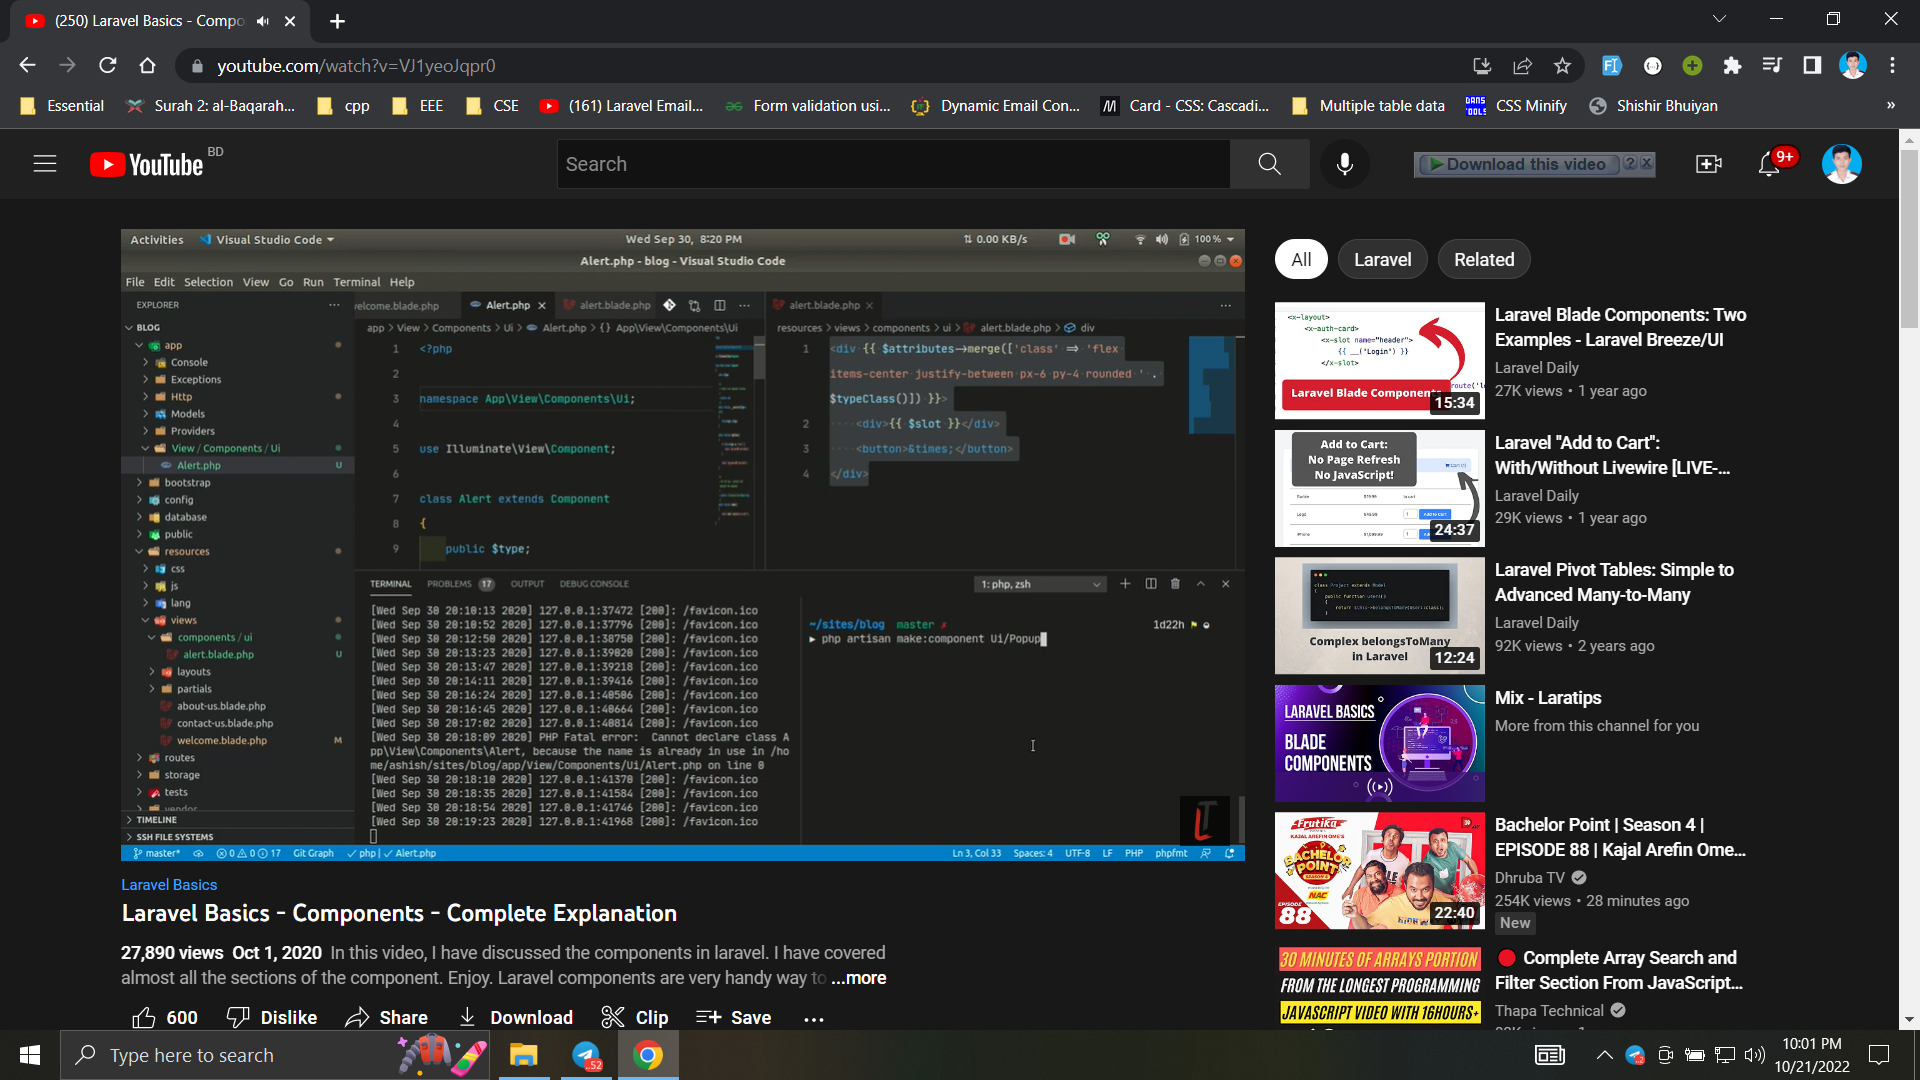 (250) Laravel Basics - Compo
youtube.com/watch?v=VJ1yeoJqpr0
Essential
Surah 2: al-Baqarah...
cpp
EEE
CSE
(161) Laravel Email...
Form validation usi...
Dynamic Email Con...
Card - CSS: Cascadi...
Multiple table data
CSS Minify
Shishir Bhuiyan
»
YouTube BD
Search
Download this video
9+
Activities Visual Studio Code
Wed Sep 30, 8:20 PM
0.00 KB/s
100 %
Alert.php - blog - Visual Studio Code
File Edit Selection View Go Run Terminal Help
EXPLORER
BLOG
app
Console
Exceptions
Http
Models
Providers
View / Components / Ui
Alert.php U
bootstrap
config
database
public
resources
css
js
lang
views
components / ui
alert.blade.php U
layouts
partials
about-us.blade.php
contact-us.blade.php
welcome.blade.php M
routes
storage
tests
vendor
TIMELINE
SSH FILE SYSTEMS
elcome.blade.php
Alert.php
alert.blade.php
app > View > Components > Ui > Alert.php > {} App\View\Components\Ui
1 <?php
2
3 namespace App\View\Components\Ui;
4
5 use Illuminate\View\Component;
6
7 class Alert extends Component
8 {
9 public $type;
alert.blade.php
resources > views > components > ui > alert.blade.php > div
1 <div {{ $attributes→merge(['class' ⇒ 'flex
items-center justify-between px-6 py-4 rounded ' .
$typeClass()]) }}>
2 <div>{{ $slot }}</div>
3 <button>&times;</button>
4 </div>
TERMINAL PROBLEMS 17 OUTPUT DEBUG CONSOLE
1: php, zsh
[Wed Sep 30 20:10:13 2020] 127.0.0.1:37472 [200]: /favicon.ico
[Wed Sep 30 20:10:52 2020] 127.0.0.1:37796 [200]: /favicon.ico
[Wed Sep 30 20:12:50 2020] 127.0.0.1:38750 [200]: /favicon.ico
[Wed Sep 30 20:13:23 2020] 127.0.0.1:39020 [200]: /favicon.ico
[Wed Sep 30 20:13:47 2020] 127.0.0.1:39218 [200]: /favicon.ico
[Wed Sep 30 20:14:11 2020] 127.0.0.1:39416 [200]: /favicon.ico
[Wed Sep 30 20:16:24 2020] 127.0.0.1:40506 [200]: /favicon.ico
[Wed Sep 30 20:16:45 2020] 127.0.0.1:40664 [200]: /favicon.ico
[Wed Sep 30 20:17:02 2020] 127.0.0.1:40814 [200]: /favicon.ico
[Wed Sep 30 20:18:09 2020] PHP Fatal error: Cannot declare class A
pp\View\Components\Alert, because the name is already in use in /ho
me/ashish/sites/blog/app/View/Components/Ui/Alert.php on line 8
[Wed Sep 30 20:18:10 2020] 127.0.0.1:41370 [200]: /favicon.ico
[Wed Sep 30 20:18:35 2020] 127.0.0.1:41584 [200]: /favicon.ico
[Wed Sep 30 20:18:54 2020] 127.0.0.1:41746 [200]: /favicon.ico
[Wed Sep 30 20:19:23 2020] 127.0.0.1:41968 [200]: /favicon.ico
~/sites/blog master ✗ 1d22h
php artisan make:component Ui/Popup
master* 0 0 17 Git Graph php | Alert.php
Ln 3, Col 33 Spaces: 4 UTF-8 LF PHP phpfmt
Laravel Basics
Laravel Basics - Components - Complete Explanation
27,890 views Oct 1, 2020 In this video, I have discussed the components in laravel. I have covered
almost all the sections of the component. Enjoy. Laravel components are very handy way to ...more
600 Dislike Share Download Clip Save ...
All Laravel Related
<x-layout>
<x-auth-card>
<x-slot name="header">
{{ __("Login") }}
</x-slot>
Laravel Blade Components
15:34
Laravel Blade Components: Two
Examples - Laravel Breeze/UI
Laravel Daily
27K views • 1 year ago
Add to Cart:
No Page Refresh
No JavaScript!
24:37
Laravel "Add to Cart":
With/Without Livewire [LIVE-...
Laravel Daily
29K views • 1 year ago
Complex belongsToMany
in Laravel
12:24
Laravel Pivot Tables: Simple to
Advanced Many-to-Many
Laravel Daily
92K views • 2 years ago
LARAVEL BASICS
BLADE
COMPONENTS
Mix - Laratips
More from this channel for you
Frutika
KAJAL AREFIN OME'S
BACHELOR
POINT
EPISODE
88
22:40
Bachelor Point | Season 4 |
EPISODE 88 | Kajal Arefin Ome...
Dhruba TV
254K views • 28 minutes ago
New
30 MINUTES OF ARRAYS PORTION
FROM THE LONGEST PROGRAMMING
JAVASCRIPT VIDEO WITH 16HOURS+
Complete Array Search and
Filter Section From JavaScript...
Thapa Technical
Type here to search
52
10:01 PM
10/21/2022